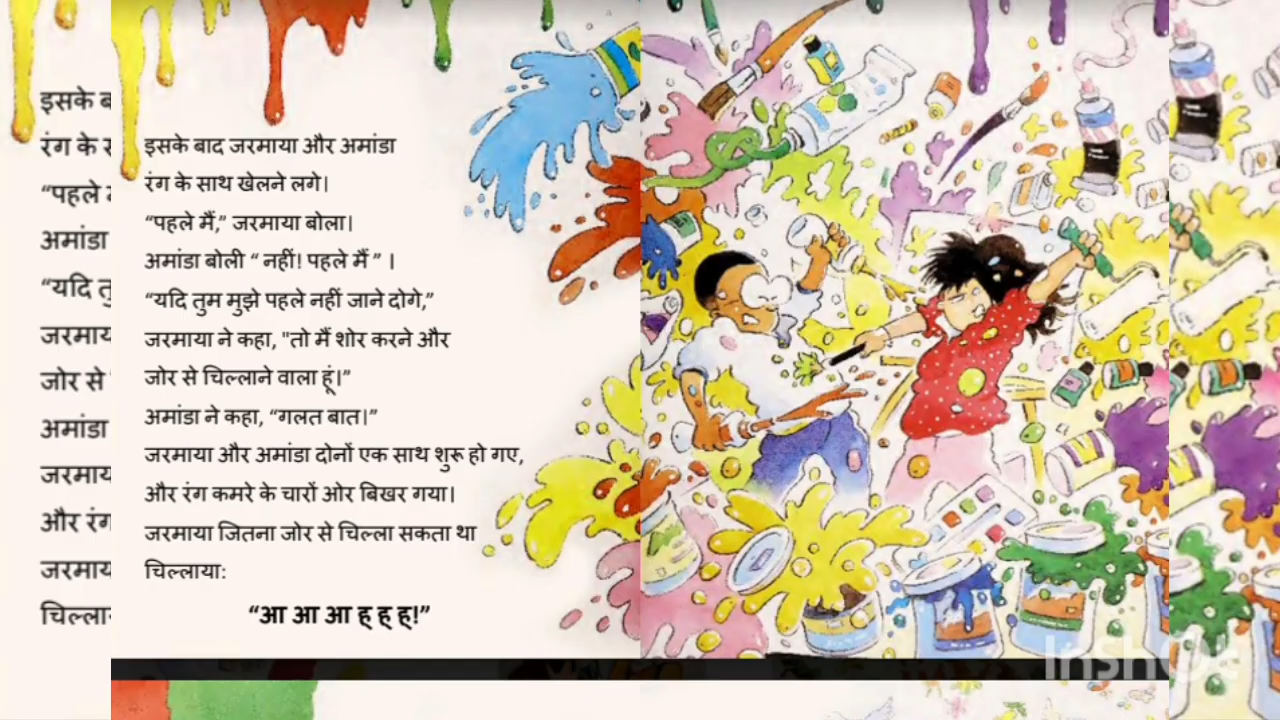 इसके बाद जरमाया और अमांडा
रंग के साथ खेलने लगे।
“पहले मैं,” जरमाया बोला।
अमांडा बोली “ नहीं! पहले मैं ” ।
“यदि तुम मुझे पहले नहीं जाने दोगे,”
जरमाया ने कहा, "तो मैं शोर करने और
जोर से चिल्लाने वाला हूं।”
अमांडा ने कहा, “गलत बात।”
जरमाया और अमांडा दोनों एक साथ शुरू हो गए,
और रंग कमरे के चारों ओर बिखर गया।
जरमाया जितना जोर से चिल्ला सकता था
चिल्लाया:
“आ आ आ ह् ह् ह्!”
InShOt